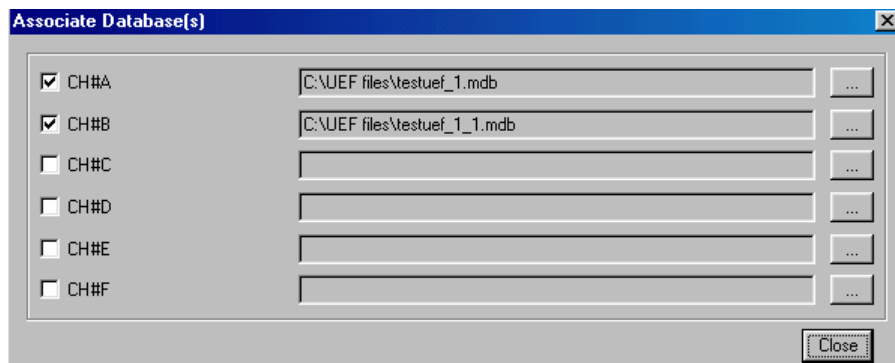 Associate Database(s)
CH#A C:\UEF files\testuef_1.mdb ...
CH#B C:\UEF files\testuef_1_1.mdb ...
CH#C ...
CH#D ...
CH#E ...
CH#F ...
Close